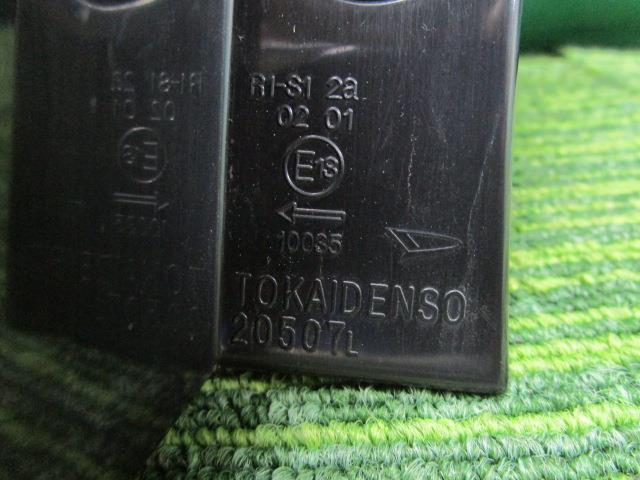 R1-S1 2a
02 01
E13
10035
TOKAIDENSO
20507L